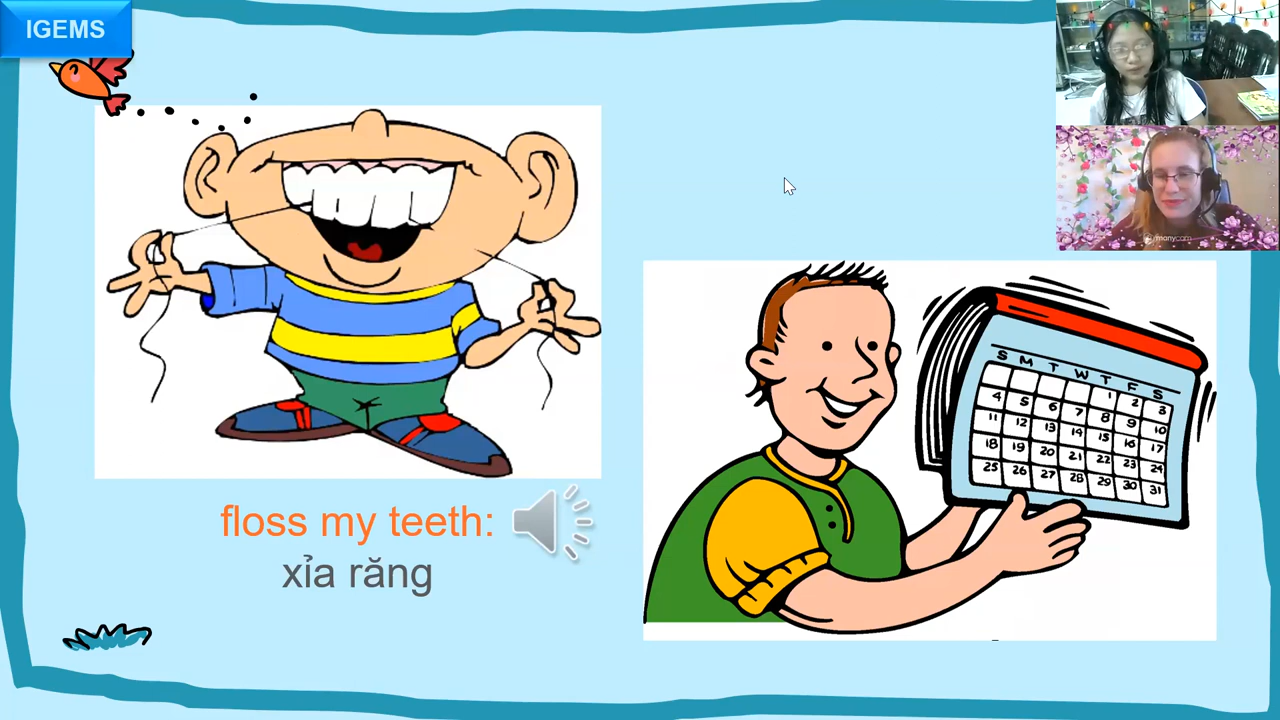 IGEMS
floss my teeth:
xỉa răng
S M T W T F S
1 2 3
4 5 6 7 8 9 10
11 12 13 14 15 16 17
18 19 20 21 22 23 24
25 26 27 28 29 30 31
manycam